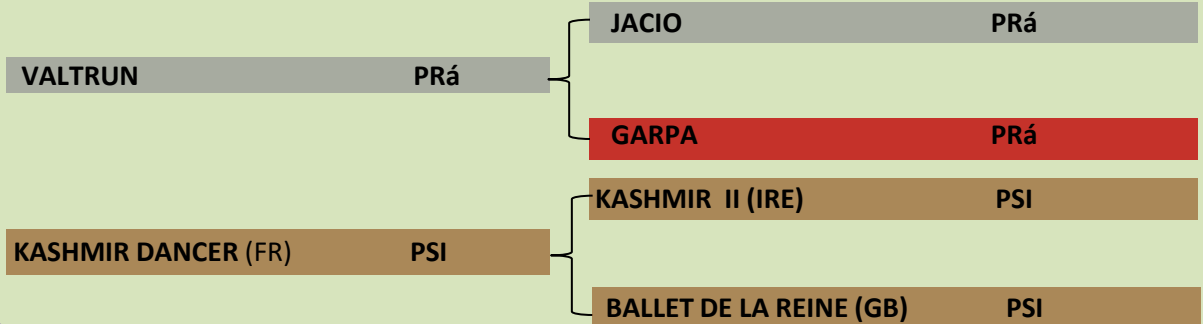 JACIO PRá
VALTRUN PRá
GARPA PRá
KASHMIR II (IRE) PSI
KASHMIR DANCER (FR) PSI
BALLET DE LA REINE (GB) PSI